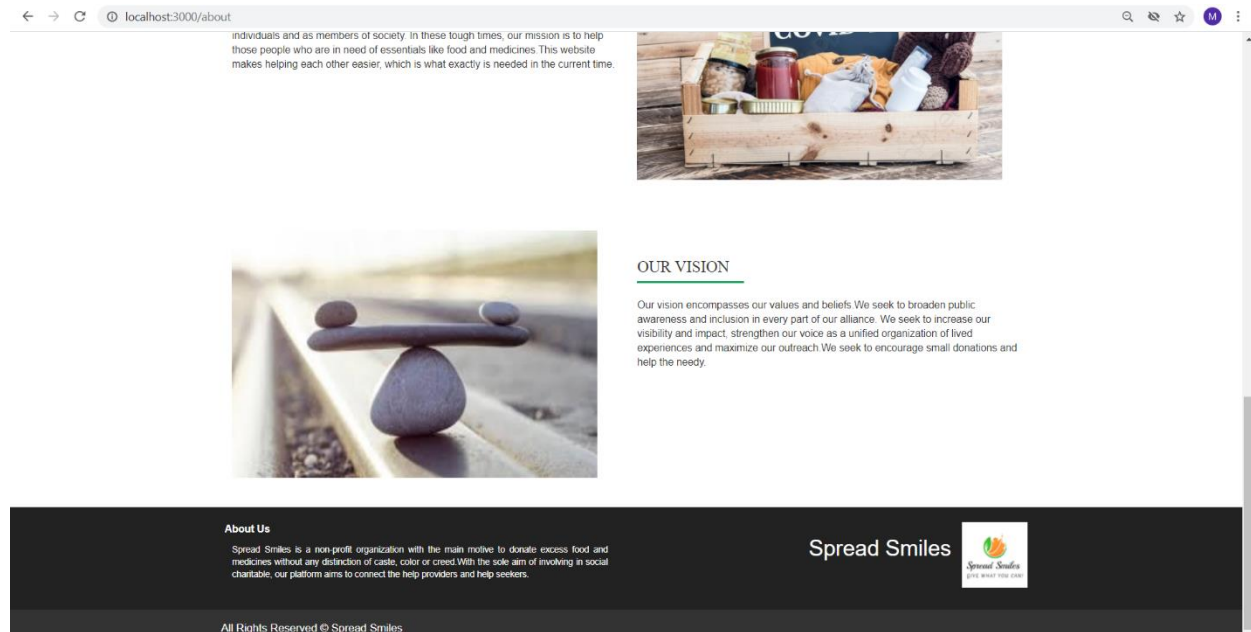 localhost:3000/about
M
individuals and as members of society. In these tough times, our mission is to help
those people who are in need of essentials like food and medicines.This website
makes helping each other easier, which is what exactly is needed in the current time.
COVID
OUR VISION
Our vision encompasses our values and beliefs.We seek to broaden public
awareness and inclusion in every part of our alliance. We seek to increase our
visibility and impact, strengthen our voice as a unified organization of lived
experiences and maximize our outreach.We seek to encourage small donations and
help the needy.
About Us
Spread Smiles is a non-profit organization with the main motive to donate excess food and
medicines without any distinction of caste, color or creed.With the sole aim of involving in social
charitable, our platform aims to connect the help providers and help seekers.
Spread Smiles
Spread Smiles
GIVE WHAT YOU CAN!
All Rights Reserved © Spread Smiles